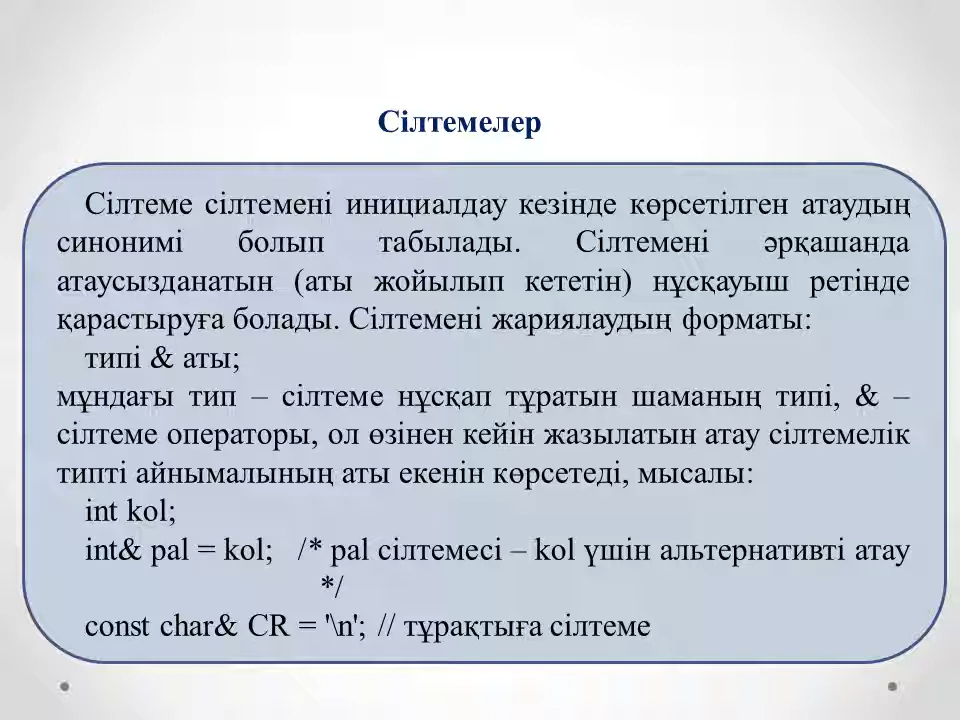 Сілтемелер
Сілтеме сілтемені инициалдау кезінде көрсетілген атаудың
синонимі болып табылады. Сілтемені әрқашанда
атаусызданатын (аты жойылып кететін) нұсқауыш ретінде
қарастыруға болады. Сілтемені жариялаудың форматы:
типі & аты;
мұндағы тип – сілтеме нұсқап тұратын шаманың типі, & –
сілтеме операторы, ол өзінен кейін жазылатын атау сілтемелік
типті айнымалының аты екенін көрсетеді, мысалы:
int kol;
int& pal = kol; /* pal сілтемесі – kol үшін альтернативті атау
*/
const char& CR = '\n'; // тұрақтыға сілтеме